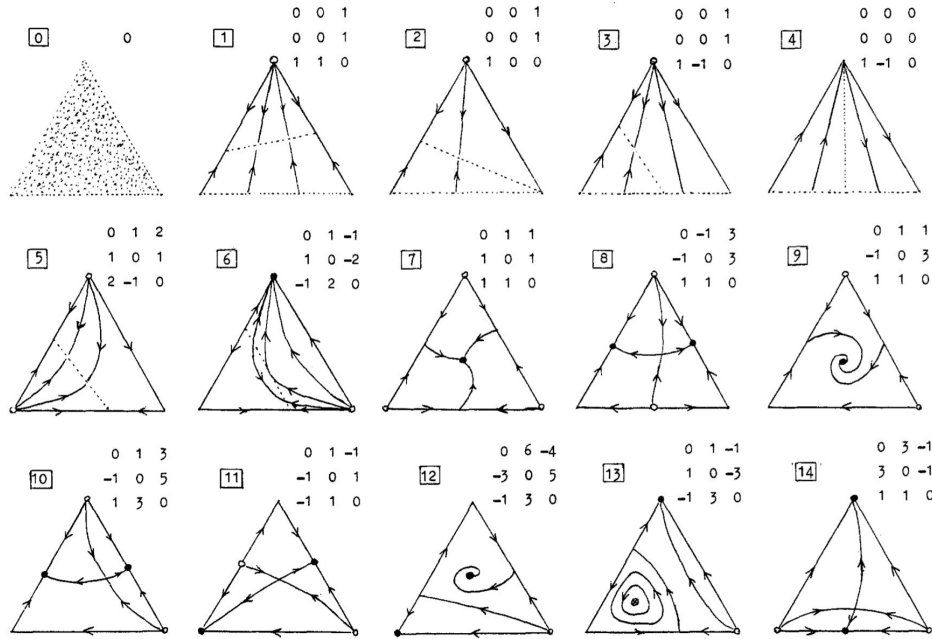 0 0
1 0 0 1
0 0 1
1 1 0
2 0 0 1
0 0 1
1 0 0
3 0 0 1
0 0 1
1 -1 0
4 0 0 0
0 0 0
1 -1 0
5 0 1 2
1 0 1
2 -1 0
6 0 1 -1
1 0 -2
-1 2 0
7 0 1 1
1 0 1
1 1 0
8 0 -1 3
-1 0 3
1 1 0
9 0 1 1
-1 0 3
1 1 0
10 0 1 3
-1 0 5
1 3 0
11 0 1 -1
-1 0 1
-1 1 0
12 0 6 -4
-3 0 5
-1 3 0
13 0 1 -1
1 0 -3
-1 3 0
14 0 3 -1
3 0 -1
1 1 0